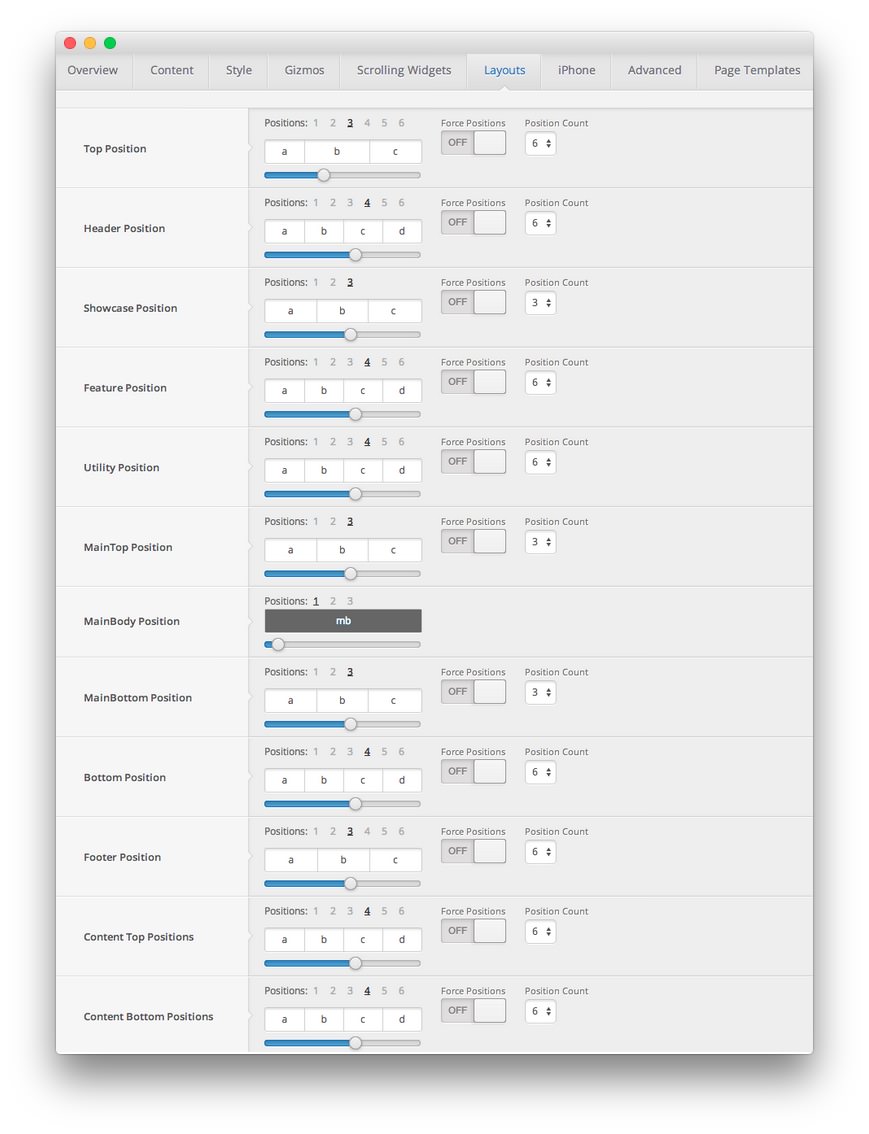 Overview Content Style Gizmos Scrolling Widgets Layouts iPhone Advanced Page Templates
Positions: 1 2 3 4 5 6 Force Positions Position Count
Top Position a b c OFF 6
Positions: 1 2 3 4 5 6 Force Positions Position Count
Header Position a b c d OFF 6
Positions: 1 2 3 Force Positions Position Count
Showcase Position a b c OFF 3
Positions: 1 2 3 4 5 6 Force Positions Position Count
Feature Position a b c d OFF 6
Positions: 1 2 3 4 5 6 Force Positions Position Count
Utility Position a b c d OFF 6
Positions: 1 2 3 Force Positions Position Count
MainTop Position a b c OFF 3
Positions: 1 2 3
MainBody Position mb
Positions: 1 2 3 Force Positions Position Count
MainBottom Position a b c OFF 3
Positions: 1 2 3 4 5 6 Force Positions Position Count
Bottom Position a b c d OFF 6
Positions: 1 2 3 4 5 6 Force Positions Position Count
Footer Position a b c OFF 6
Positions: 1 2 3 4 5 6 Force Positions Position Count
Content Top Positions a b c d OFF 6
Positions: 1 2 3 4 5 6 Force Positions Position Count
Content Bottom Positions a b c d OFF 6